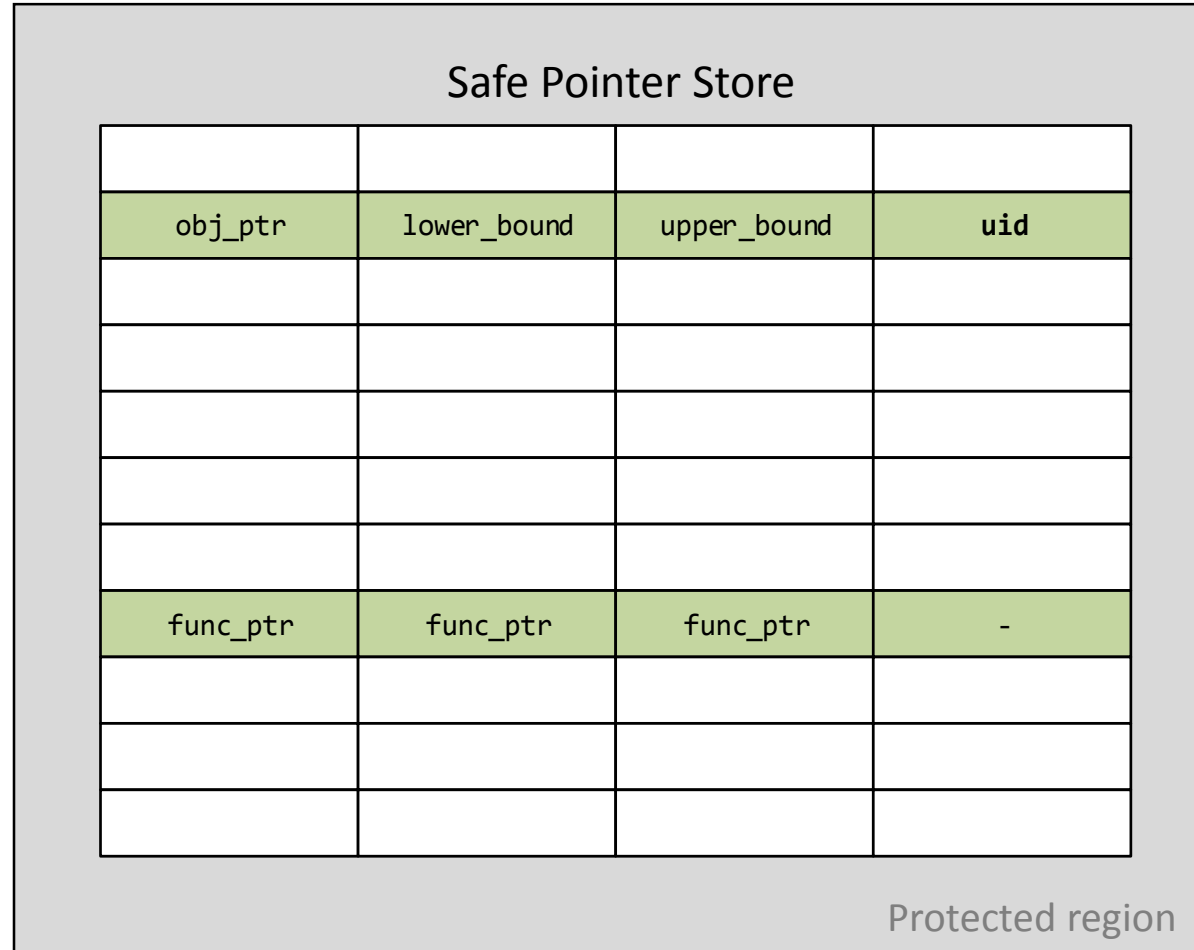 Safe Pointer Store
obj_ptr lower_bound upper_bound uid
func_ptr func_ptr func_ptr -
Protected region